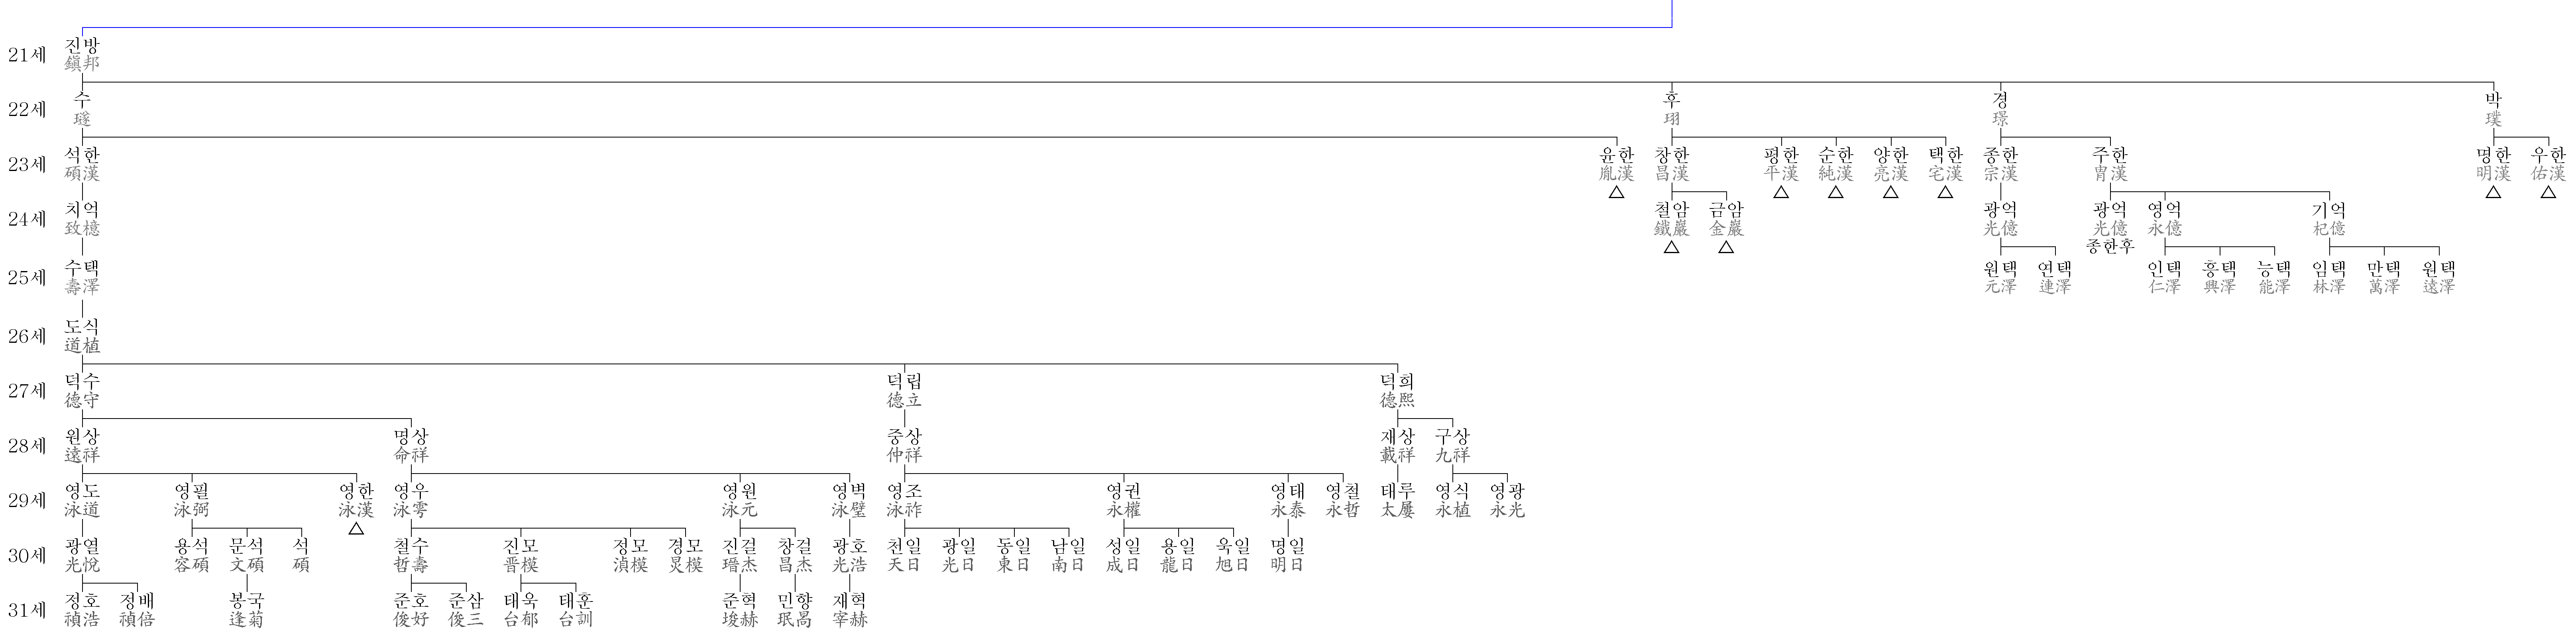 21세 진방
鎭邦
22세 수 후 경 박
璲 珝 璟 璞
23세 석한 윤한 창한 평한 순한 양한 택한 종한 주한 명한 우한
碩漢 胤漢 昌漢 平漢 純漢 亮漢 宅漢 宗漢 胄漢 明漢 佑漢
24세 치억 철암 금암 광억 광억 영억 기억
致檍 鐵巖 金巖 光億 光億 永億 杞億
종한후
25세 수택 원택 연택 인택 흥택 능택 임택 만택 원택
壽澤 元澤 連澤 仁澤 興澤 能澤 林澤 萬澤 遠澤
26세 도식
道植
27세 덕수 덕립 덕희
德守 德立 德熙
28세 원상 명상 중상 재상 구상
遠祥 命祥 仲祥 載祥 九祥
29세 영도 영필 영한 영우 영원 영벽 영조 영권 영태 영철 태루 영식 영광
泳道 泳弼 泳漢 泳雩 泳元 泳璧 泳祚 永權 永泰 永哲 太屢 永植 永光
30세 광열 용석 문석 석 철수 진모 정모 경모 진걸 창걸 광호 천일 광일 동일 남일 성일 용일 욱일 명일
光悅 容碩 文碩 碩 哲壽 晋模 湞模 炅模 瑨杰 昌杰 光浩 天日 光日 東日 南日 成日 龍日 旭日 明日
31세 정호 정배 봉국 준호 준삼 태욱 태훈 준혁 민향 재혁
禎浩 禎倍 逢菊 俊好 俊三 台郁 台訓 埈赫 珉晑 宰赫